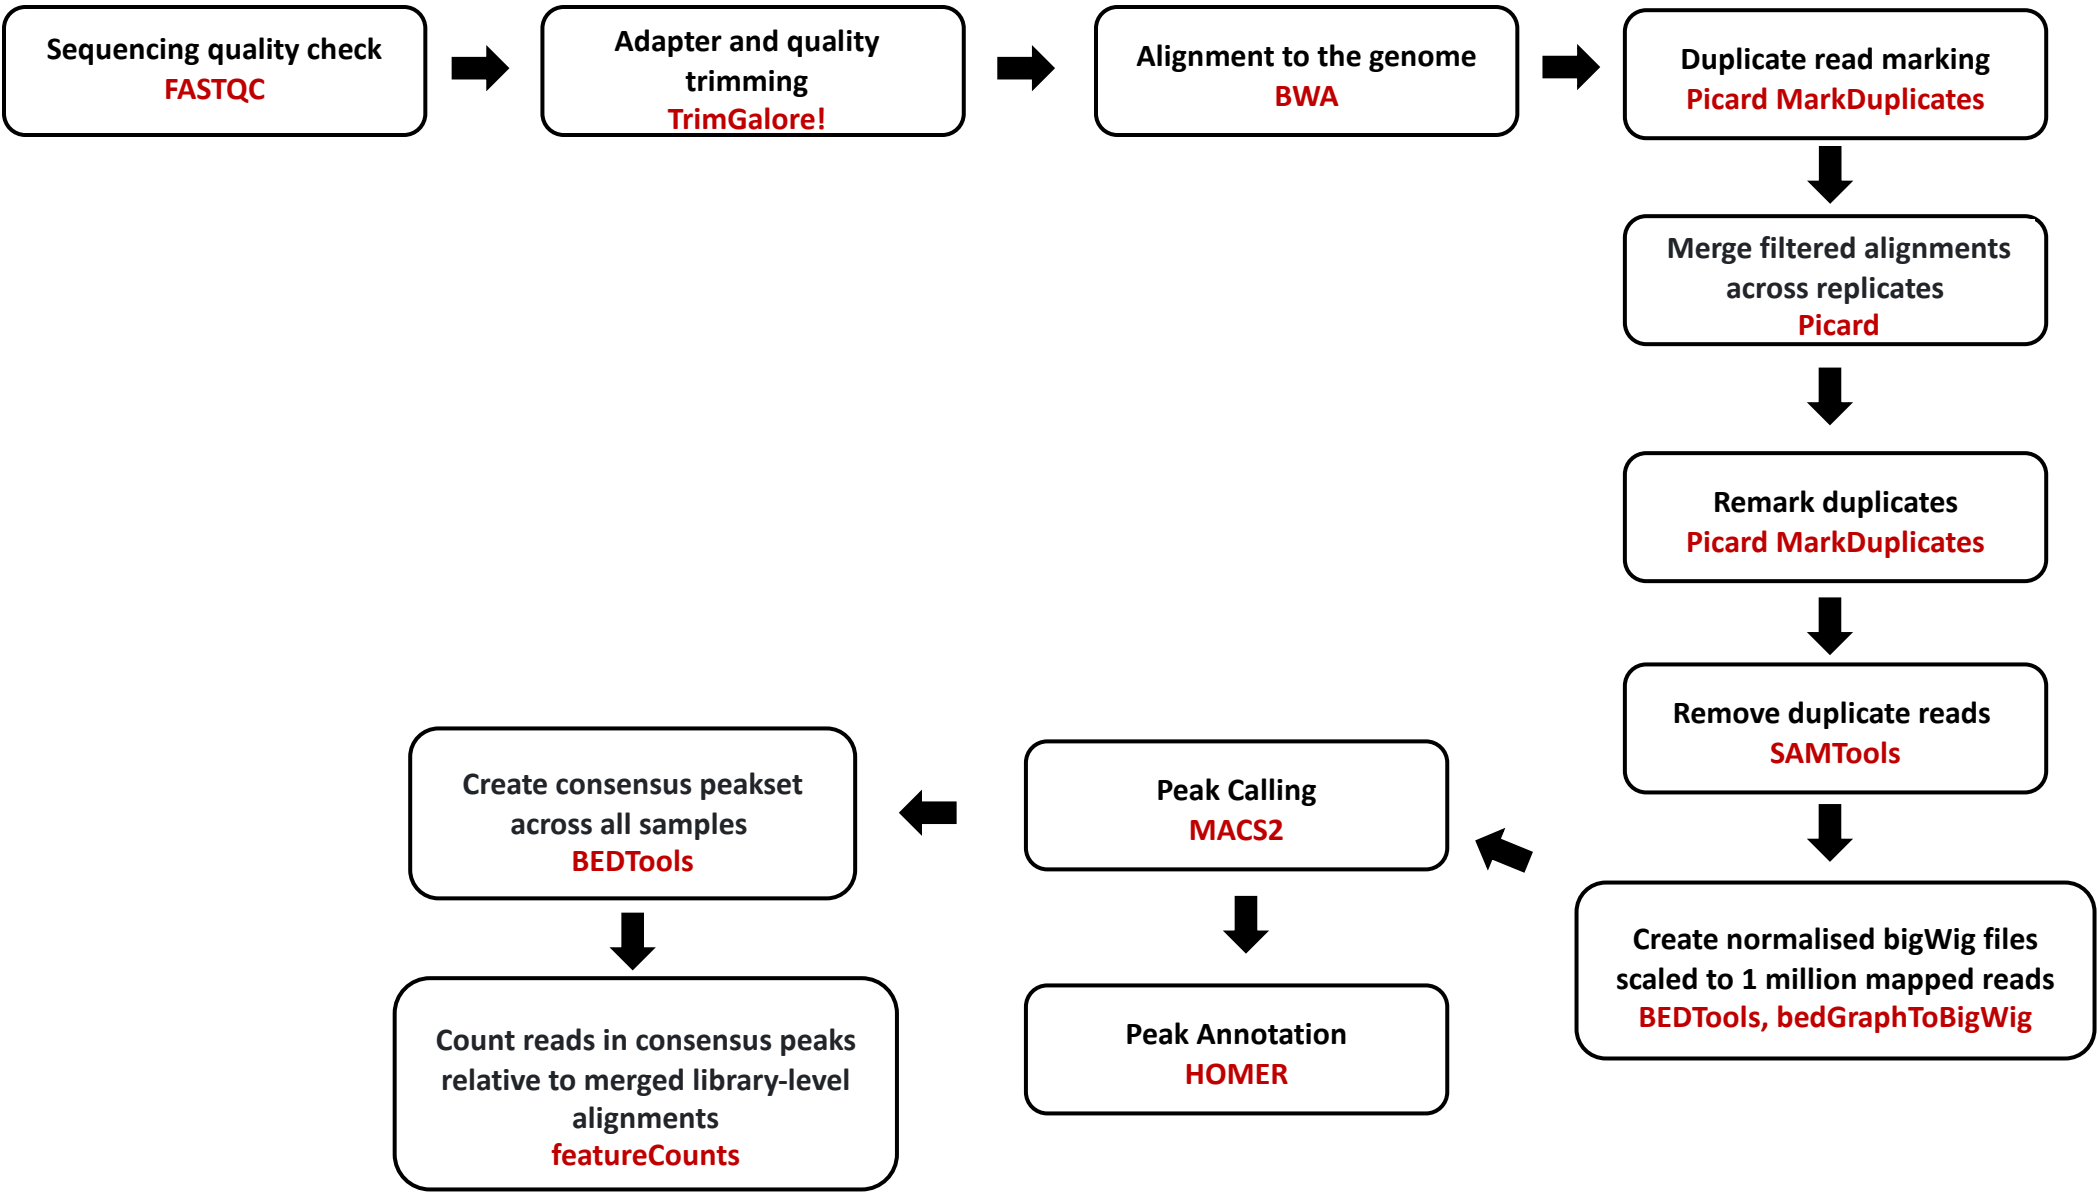 Sequencing quality check
FASTQC
Adapter and quality
trimming
TrimGalore!
Alignment to the genome
BWA
Duplicate read marking
Picard MarkDuplicates
Merge filtered alignments
across replicates
Picard
Remark duplicates
Picard MarkDuplicates
Remove duplicate reads
SAMTools
Create normalised bigWig files
scaled to 1 million mapped reads
BEDTools, bedGraphToBigWig
Peak Calling
MACS2
Peak Annotation
HOMER
Create consensus peakset
across all samples
BEDTools
Count reads in consensus peaks
relative to merged library-level
alignments
featureCounts